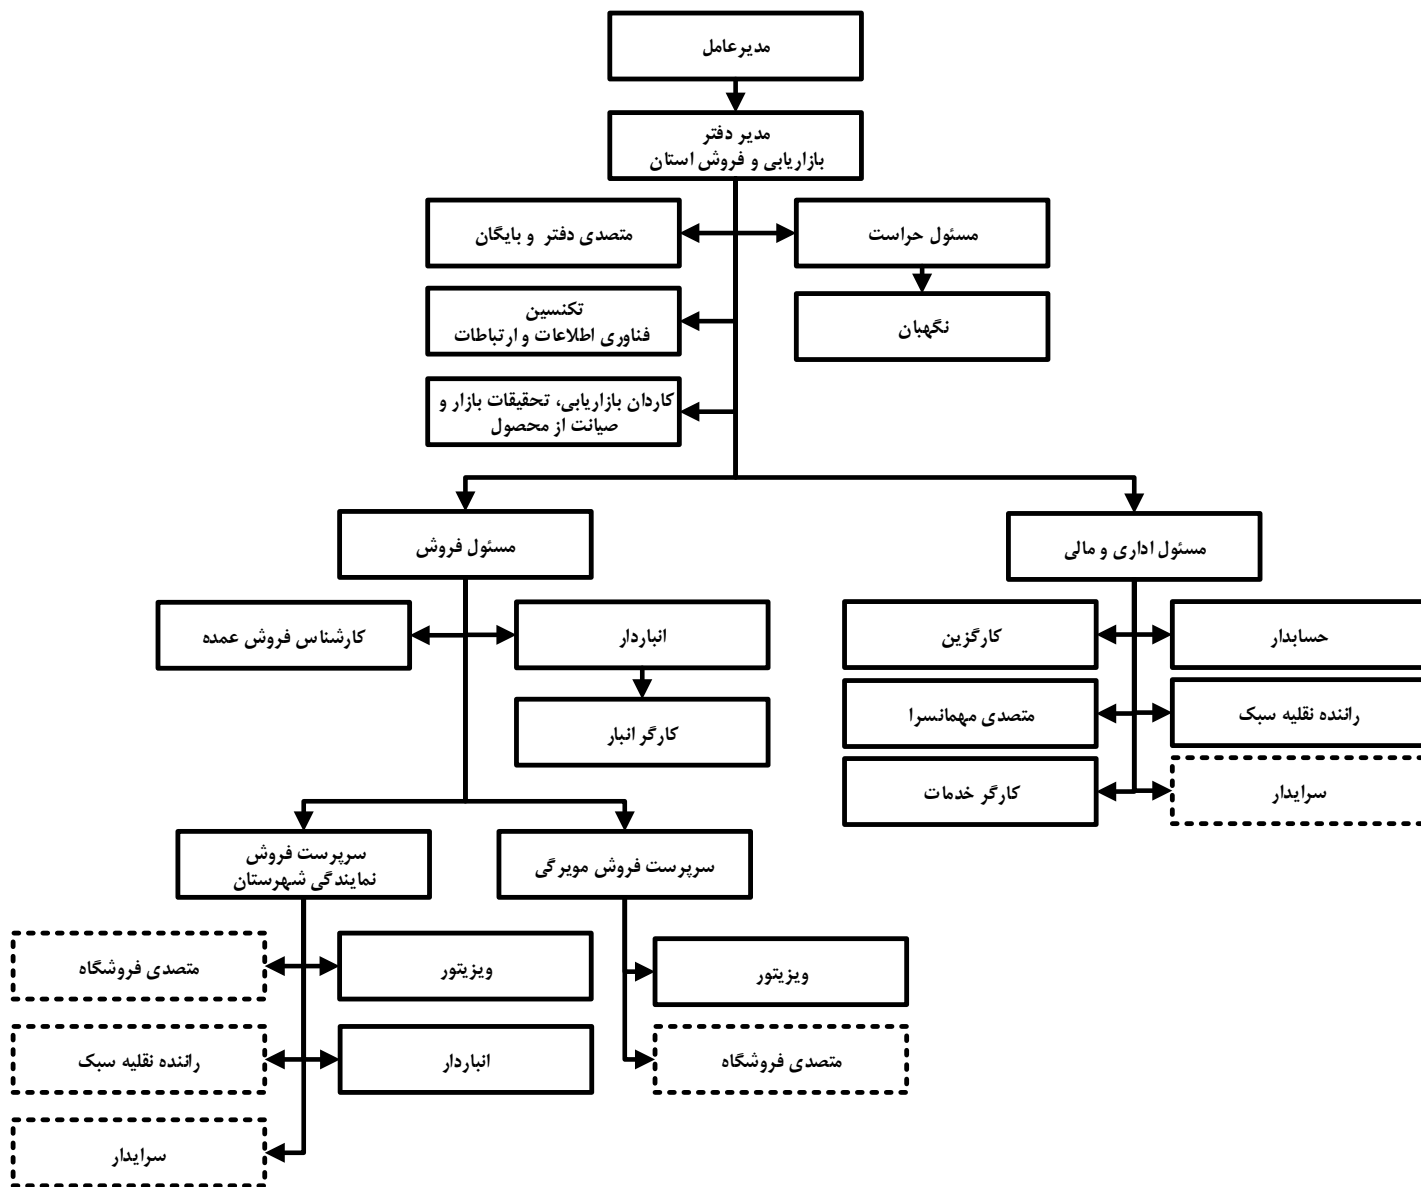 مدیرعامل
مدیر دفتر
بازاریابی و فروش استان
مسئول حراست
متصدی دفتر و بایگان
نگهبان
تکنسین
فناوری اطلاعات و ارتباطات
کاردان بازاریابی، تحقیقات بازار و
صیانت از محصول
مسئول اداری و مالی
مسئول فروش
حسابدار
کارگزین
انباردار
کارشناس فروش عمده
راننده نقلیه سبک
متصدی مهمانسرا
کارگر انبار
سرایدار
کارگر خدمات
سرپرست فروش مویرگی
سرپرست فروش
نمایندگی شهرستان
ویزیتور
ویزیتور
متصدی فروشگاه
متصدی فروشگاه
انباردار
راننده نقلیه سبک
سرایدار